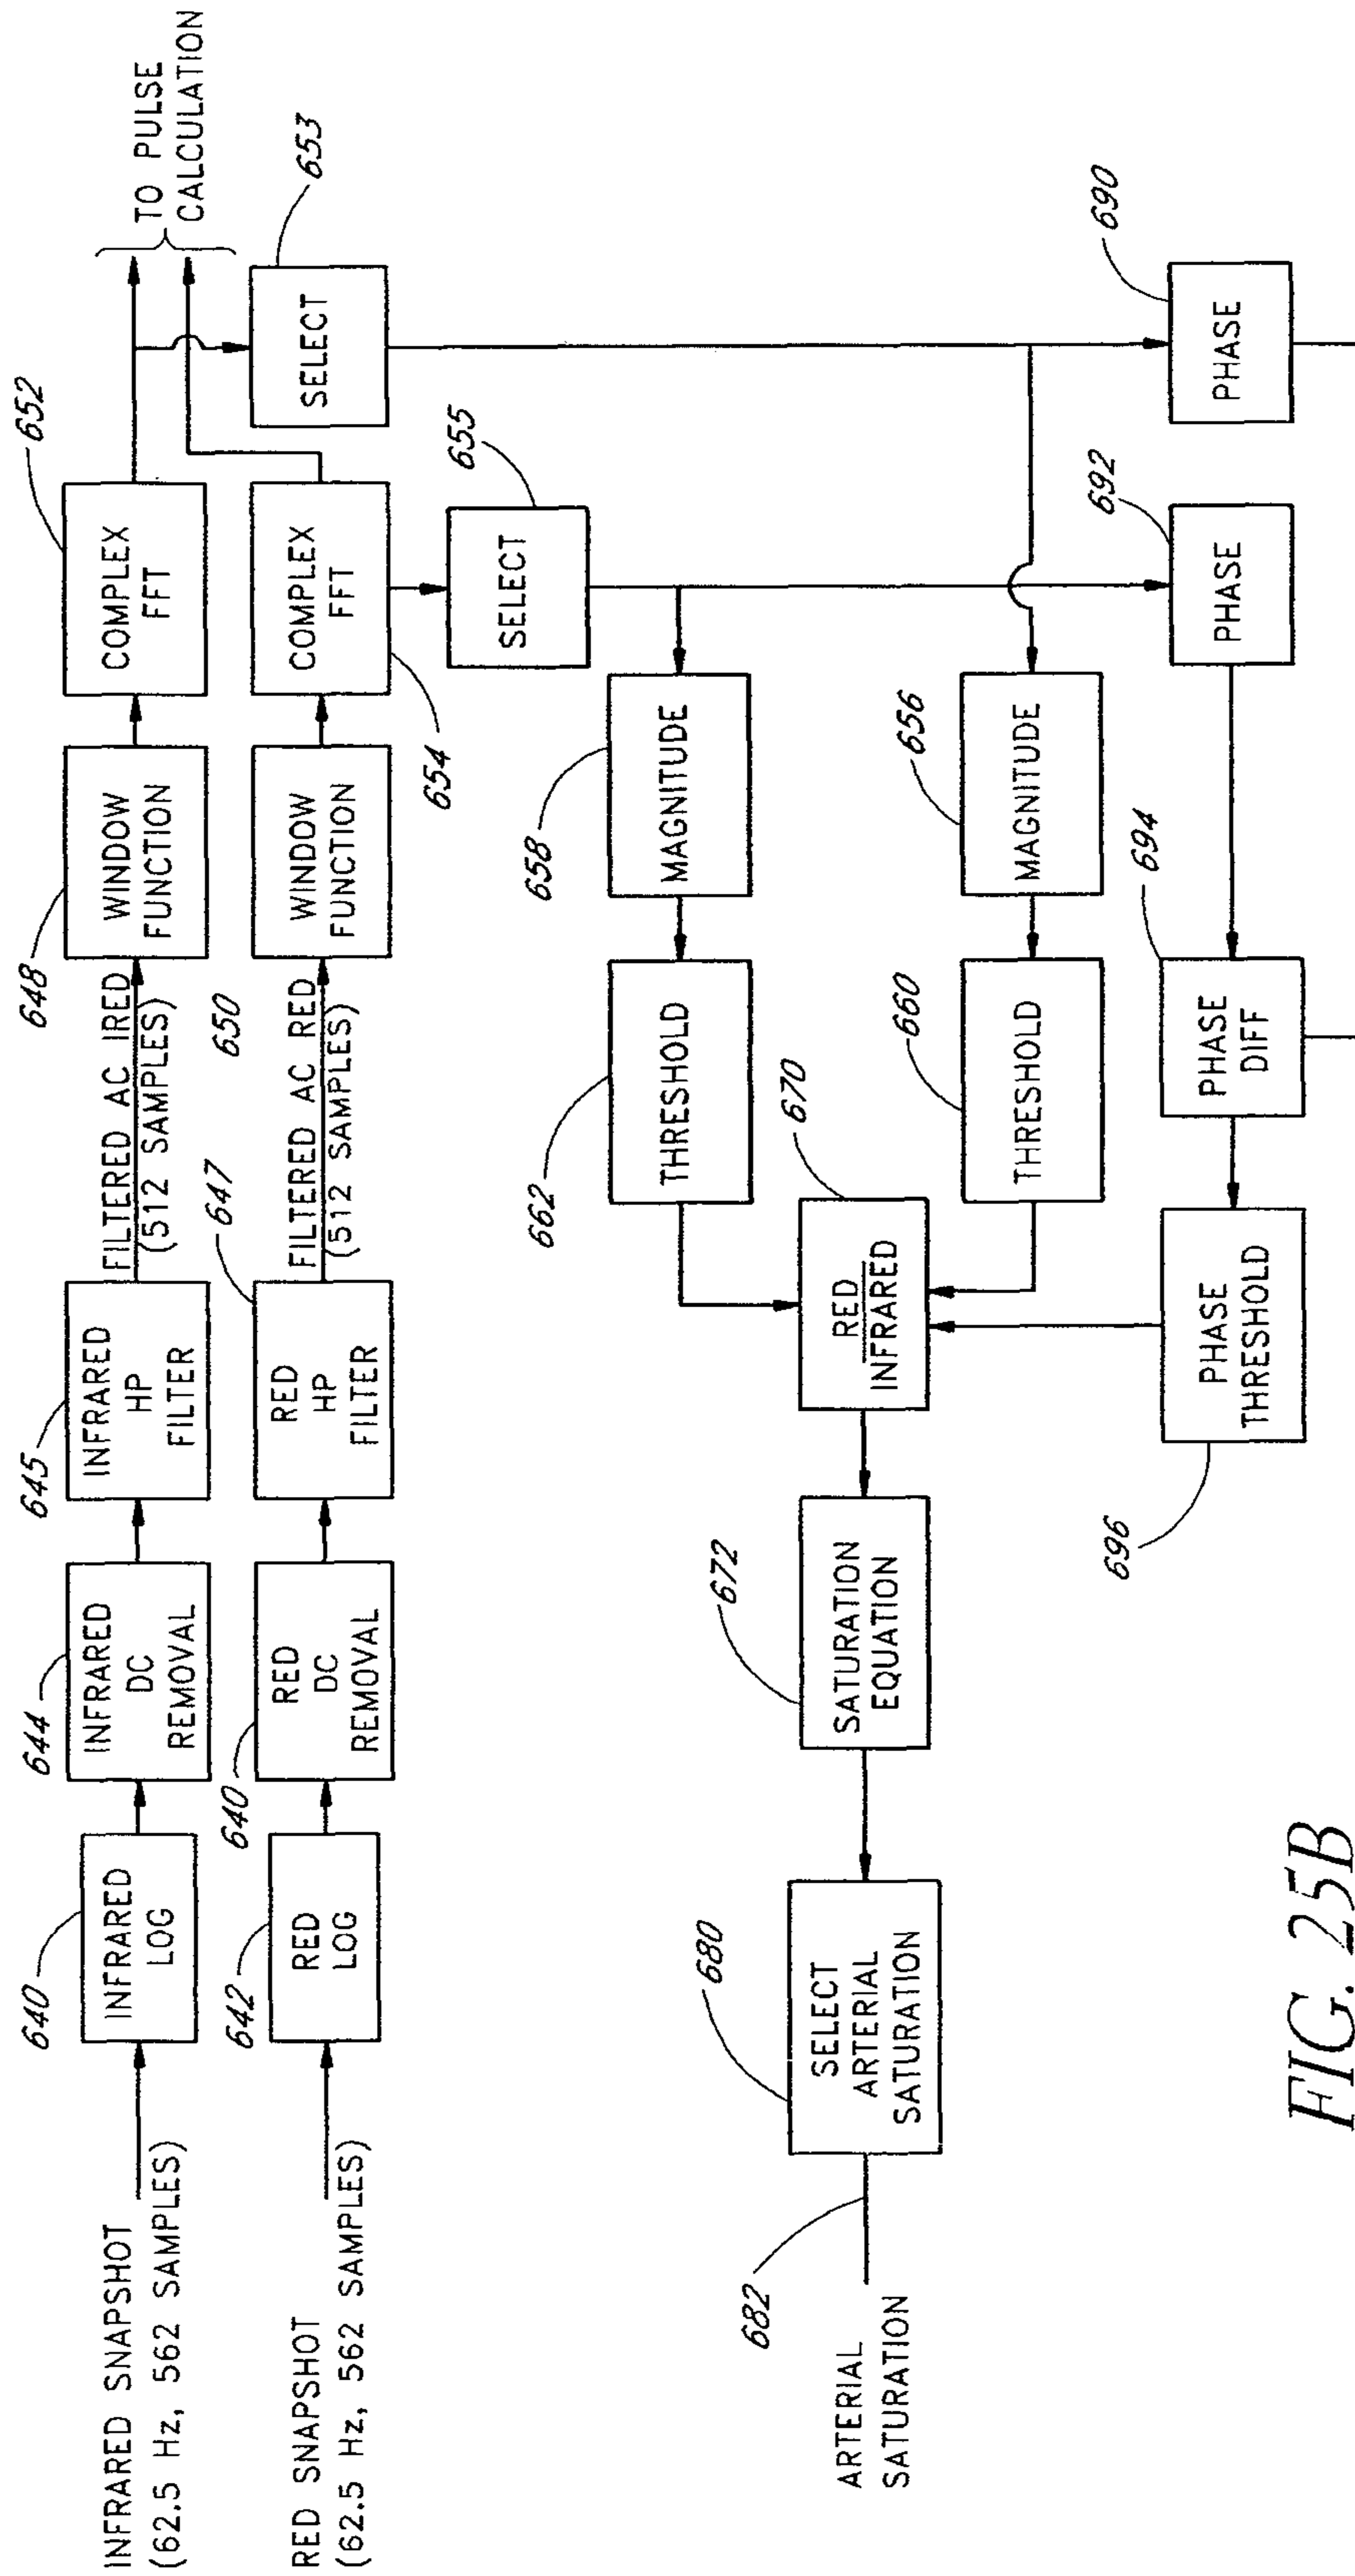 INFRARED SNAPSHOT
(62.5 Hz, 562 SAMPLES)
640
INFRARED
LOG
644
INFRARED
DC
REMOVAL
645
INFRARED
HP
FILTER
FILTERED AC IRED
(512 SAMPLES)
648
WINDOW
FUNCTION
652
COMPLEX
FFT
TO PULSE
CALCULATION
RED SNAPSHOT
(62.5 Hz, 562 SAMPLES)
642
RED
LOG
640
RED
DC
REMOVAL
647
RED
HP
FILTER
FILTERED AC RED
(512 SAMPLES)
650
WINDOW
FUNCTION
654
COMPLEX
FFT
653
SELECT
655
SELECT
662
THRESHOLD
658
MAGNITUDE
ARTERIAL
SATURATION
682
680
SELECT
ARTERIAL
SATURATION
672
SATURATION
EQUATION
670
RED
INFRARED
660
THRESHOLD
656
MAGNITUDE
696
PHASE
THRESHOLD
694
PHASE
DIFF
692
PHASE
690
PHASE
FIG. 25B